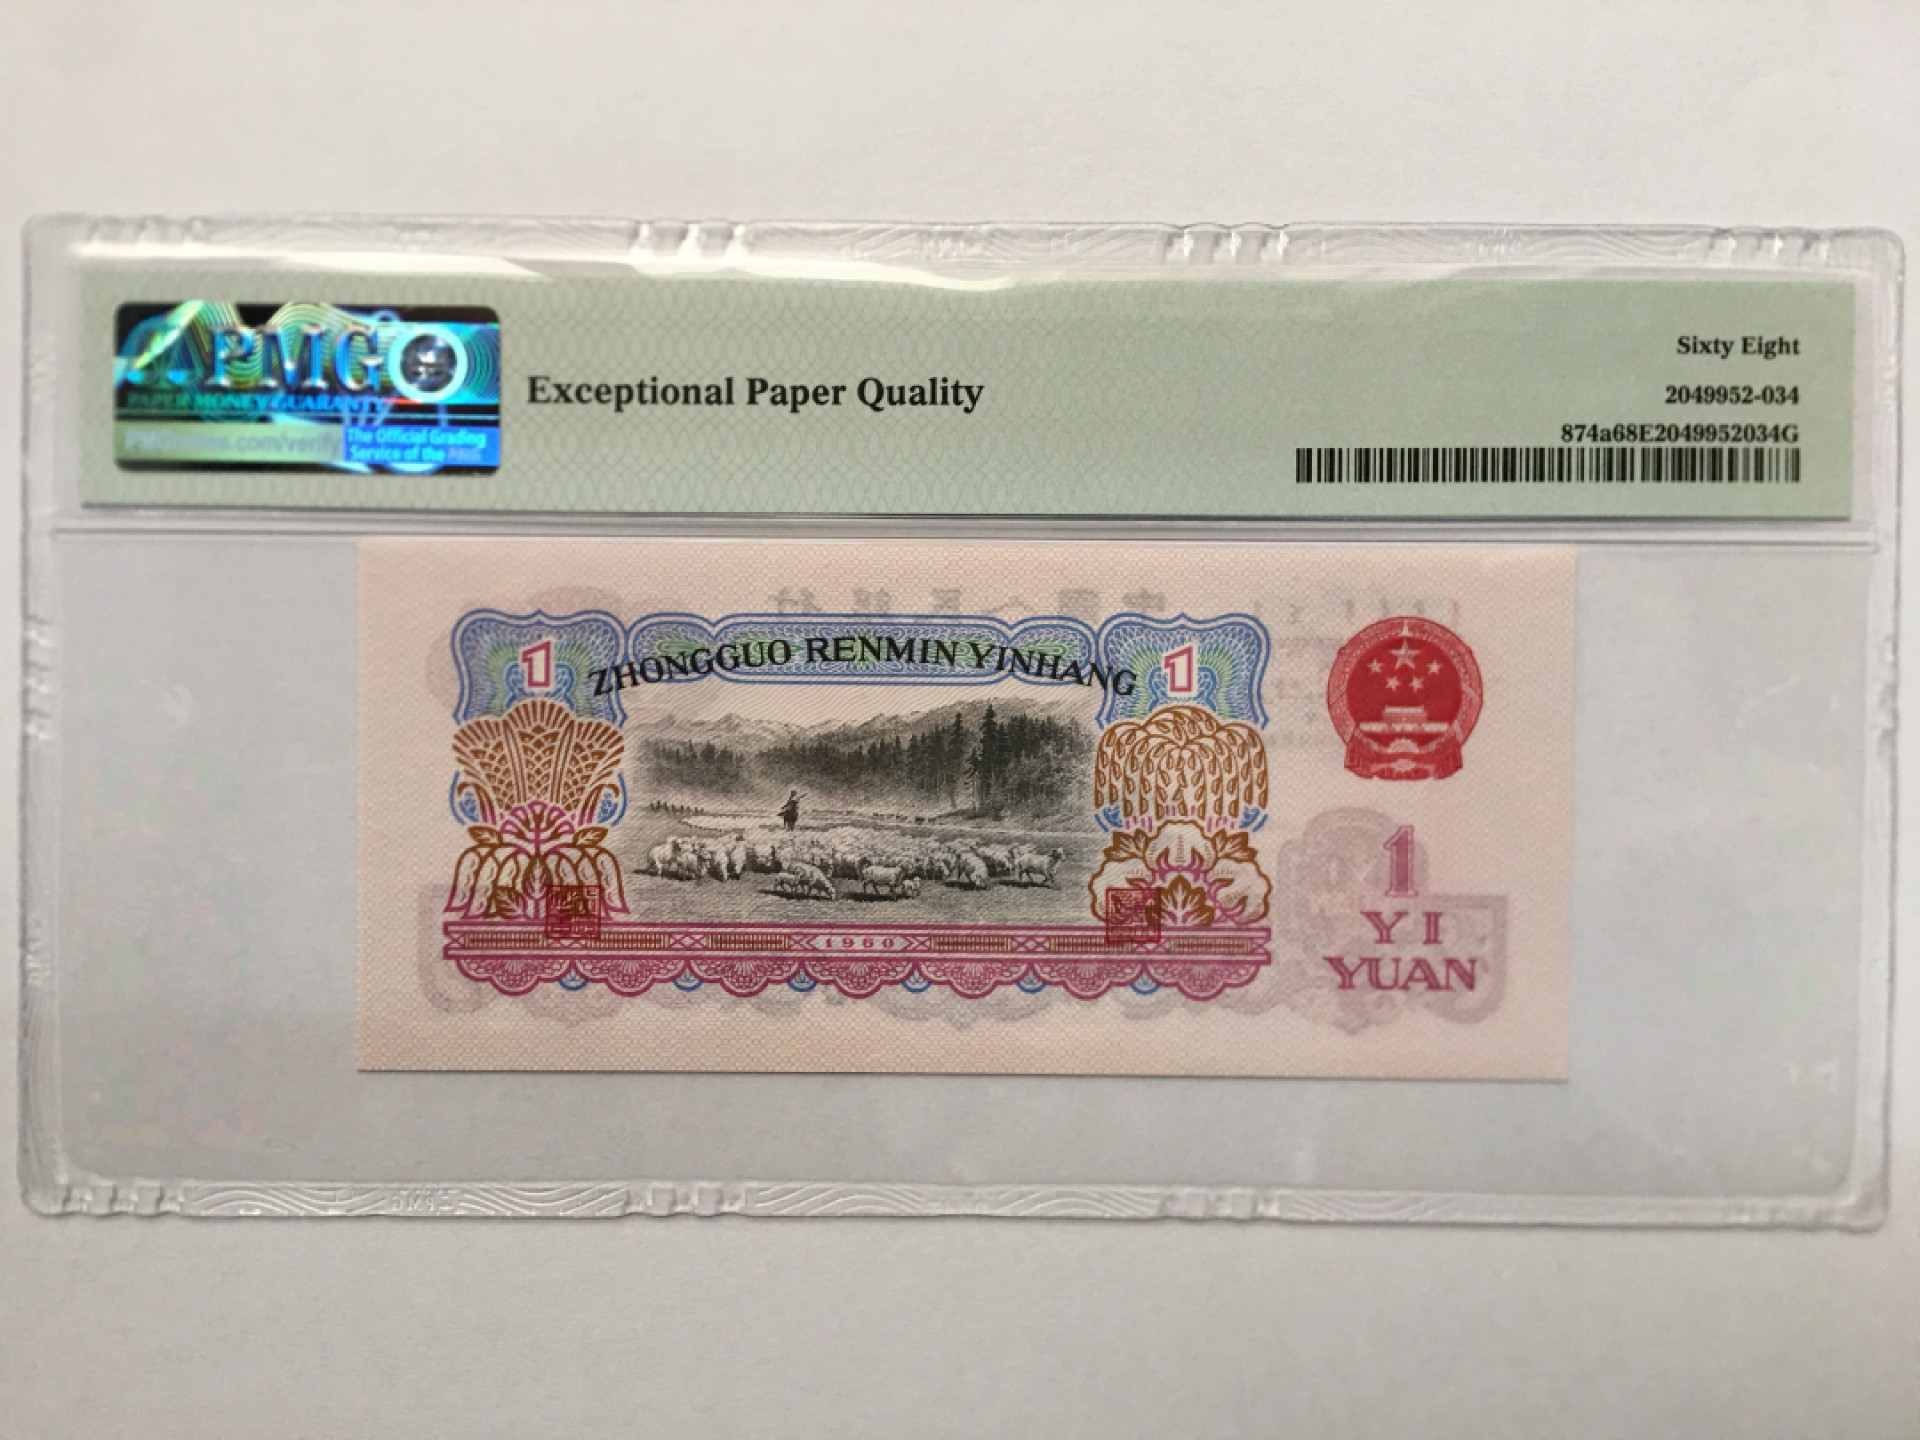 PMG
PAPER MONEY GUARANTY
PMGnotes.com/verify
The Official Grading
Service of the PNG
Exceptional Paper Quality
Sixty Eight
2049952-034
874a68E2049952034G
1
ZHONGGUO RENMIN YINHANG
1
1960
1
YI
YUAN